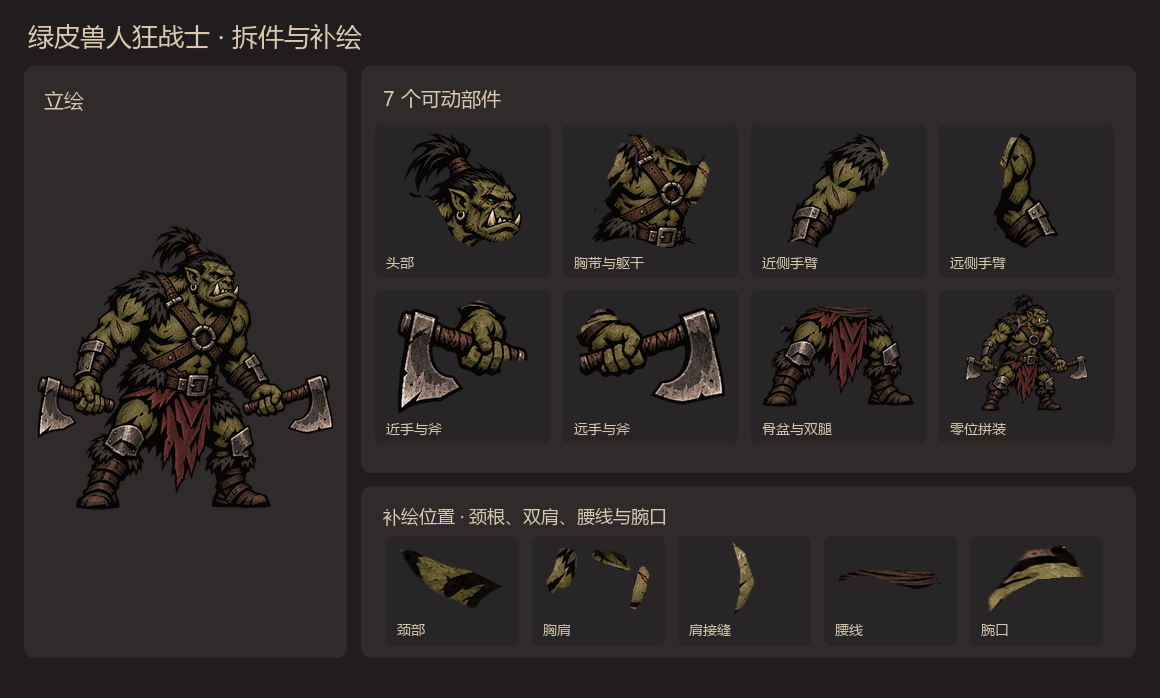 绿皮兽人狂战士 · 拆件与补绘
立绘
7 个可动部件
头部
胸带与躯干
近侧手臂
远侧手臂
近手与斧
远手与斧
骨盆与双腿
零位拼装
补绘位置 · 颈根、双肩、腰线与腕口
颈部
胸肩
肩接缝
腰线
腕口